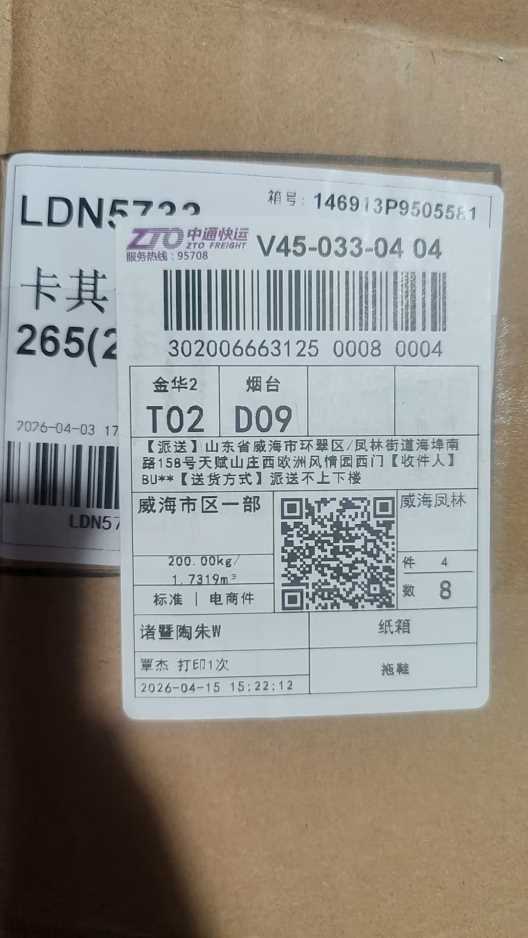 LDN5733
箱号: 146913P9505581
卡其
265(2
2026-04-03 17
LDN57
ZTO 中通快运
ZTO FREIGHT
服务热线: 95708
V45-033-04 04
302006663125 0008 0004
金华2 烟台
T02 D09
【派送】山东省威海市环翠区/凤林街道海埠南
路158号天赋山庄西欧洲风情园西门【收件人】
BU**【送货方式】派送不上下楼
威海市区一部
威海凤林
200.00kg/
1.7319m³
件 4
数 8
标准 | 电商件
诸暨陶朱W
纸箱
覃杰 打印1次
拖鞋
2026-04-15 15:22:12